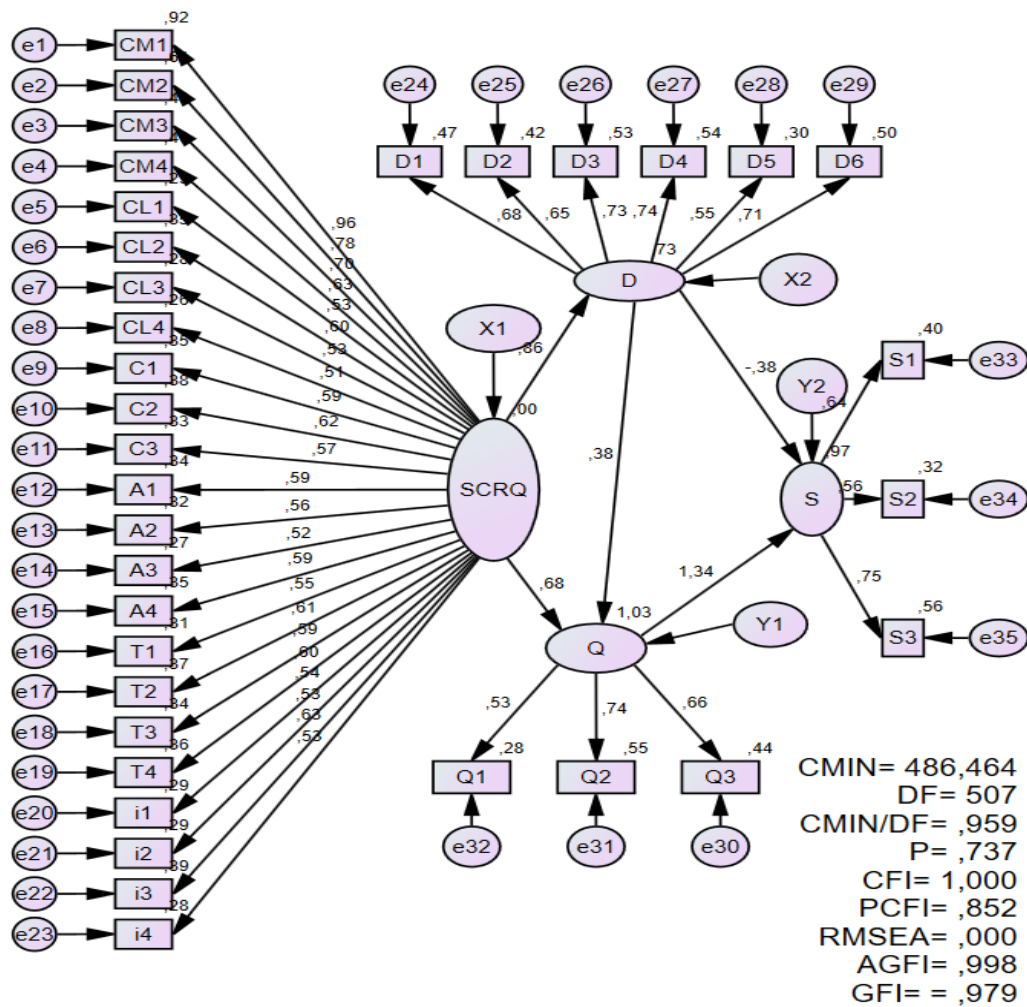 ,92
e1 CM1
e2 CM2
e3 CM3
e4 CM4
e5 CL1
e6 CL2
,28
e7 CL3
,26
e8 CL4
,35
e9 C1
,38
e10 C2
,33
e11 C3
,34
e12 A1
,32
e13 A2
,27
e14 A3
,35
e15 A4
,31
e16 T1
,37
e17 T2
,34
e18 T3
,36
e19 T4
,29
e20 i1
,29
e21 i2
,39
e22 i3
,28
e23 i4
,96
,78
,70
,63
,53
,60
,53
,51
,59
,62
,57
,59
,56
,52
,59
,55
,61
,59
,60
,54
,53
,63
,53
X1
,00
SCRQ
,86
,68
e24 e25 e26 e27 e28 e29
,47 ,42 ,53 ,54 ,30 ,50
D1 D2 D3 D4 D5 D6
,68 ,65 ,73 ,74 ,55 ,71
,73
D
X2
-,38
,38
Y2
,97
S
,64 ,56 ,75
,40
S1 e33
,32
S2 e34
,56
S3 e35
1,34
1,03
Q
Y1
,53 ,74 ,66
,28 ,55 ,44
Q1 Q2 Q3
e32 e31 e30
CMIN= 486,464
DF= 507
CMIN/DF= ,959
P= ,737
CFI= 1,000
PCFI= ,852
RMSEA= ,000
AGFI= ,998
GFI= = ,979